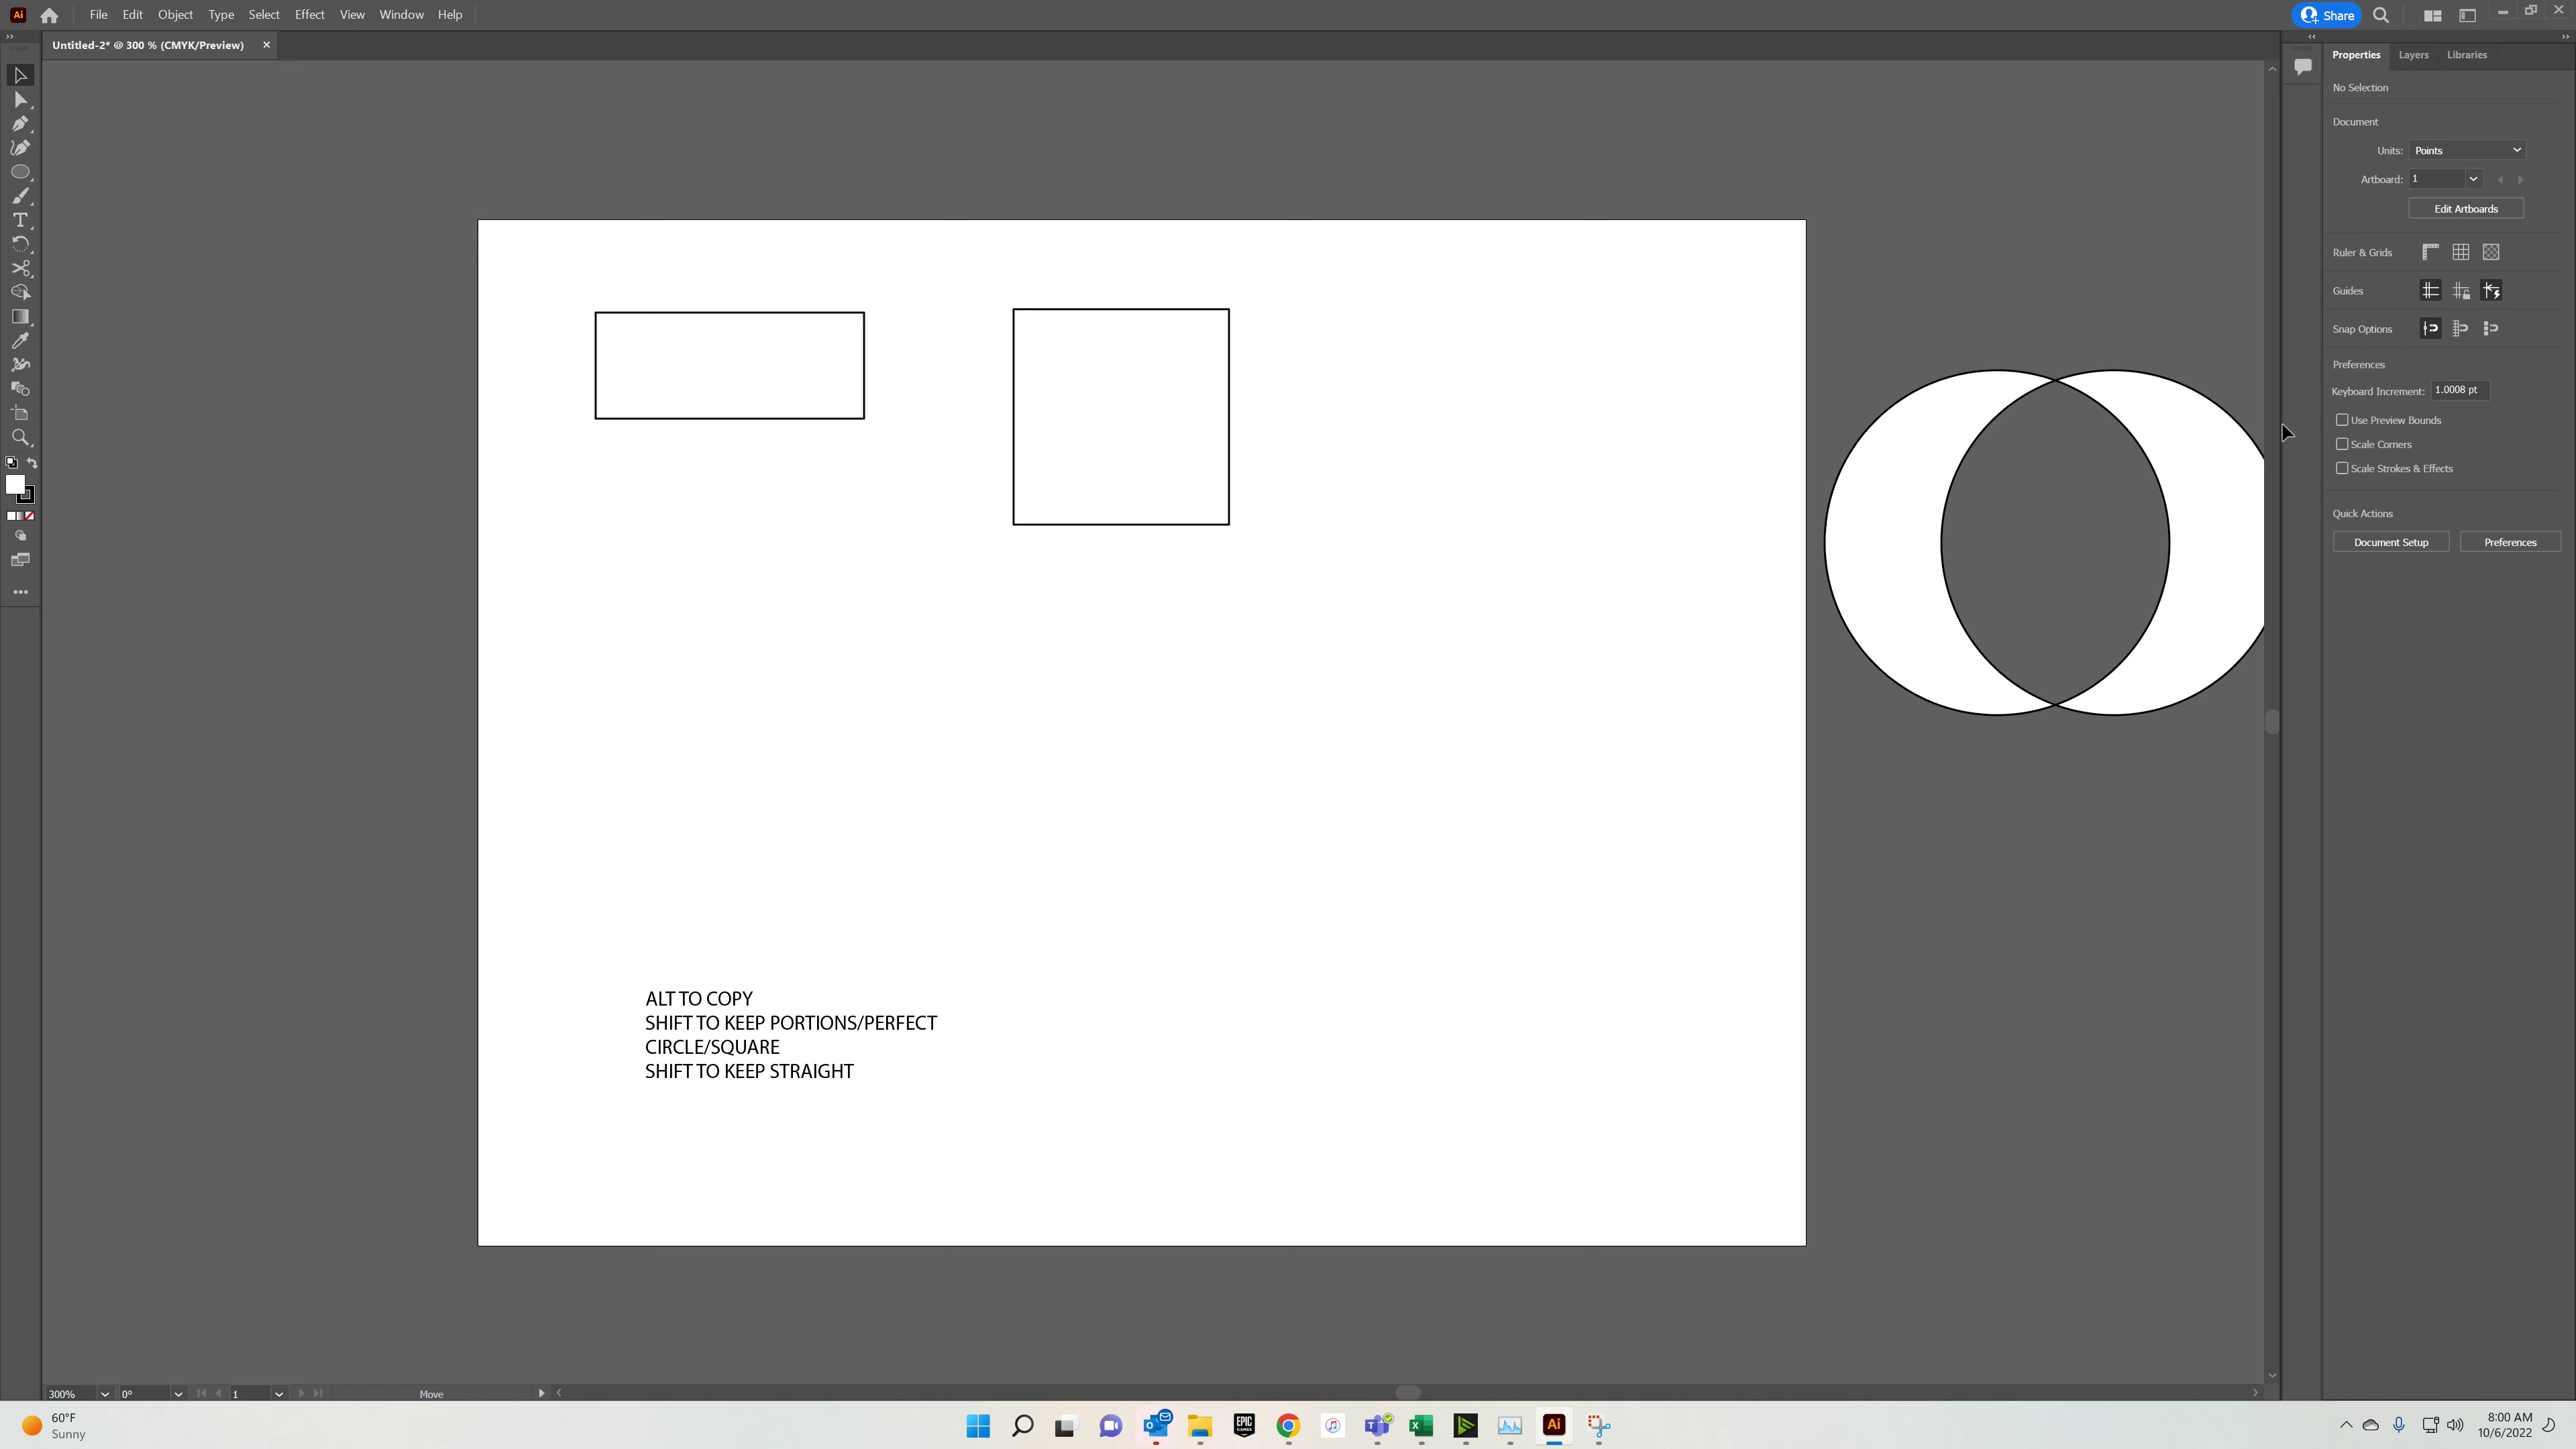 Ai File Edit Object Type Select Effect View Window Help Share
Untitled-2* @ 300 % (CMYK/Preview) ×
Properties Layers Libraries
No Selection
Document
Units: Points
Artboard: 1
Edit Artboards
Ruler & Grids
Guides
Snap Options
Preferences
Keyboard Increment: 1.0008 pt
Use Preview Bounds
Scale Corners
Scale Strokes & Effects
Quick Actions
Document Setup Preferences
ALT TO COPY
SHIFT TO KEEP PORTIONS/PERFECT
CIRCLE/SQUARE
SHIFT TO KEEP STRAIGHT
300% 0° 1 Move
60°F
Sunny
EPIC
GAMES
Ai
8:00 AM
10/6/2022